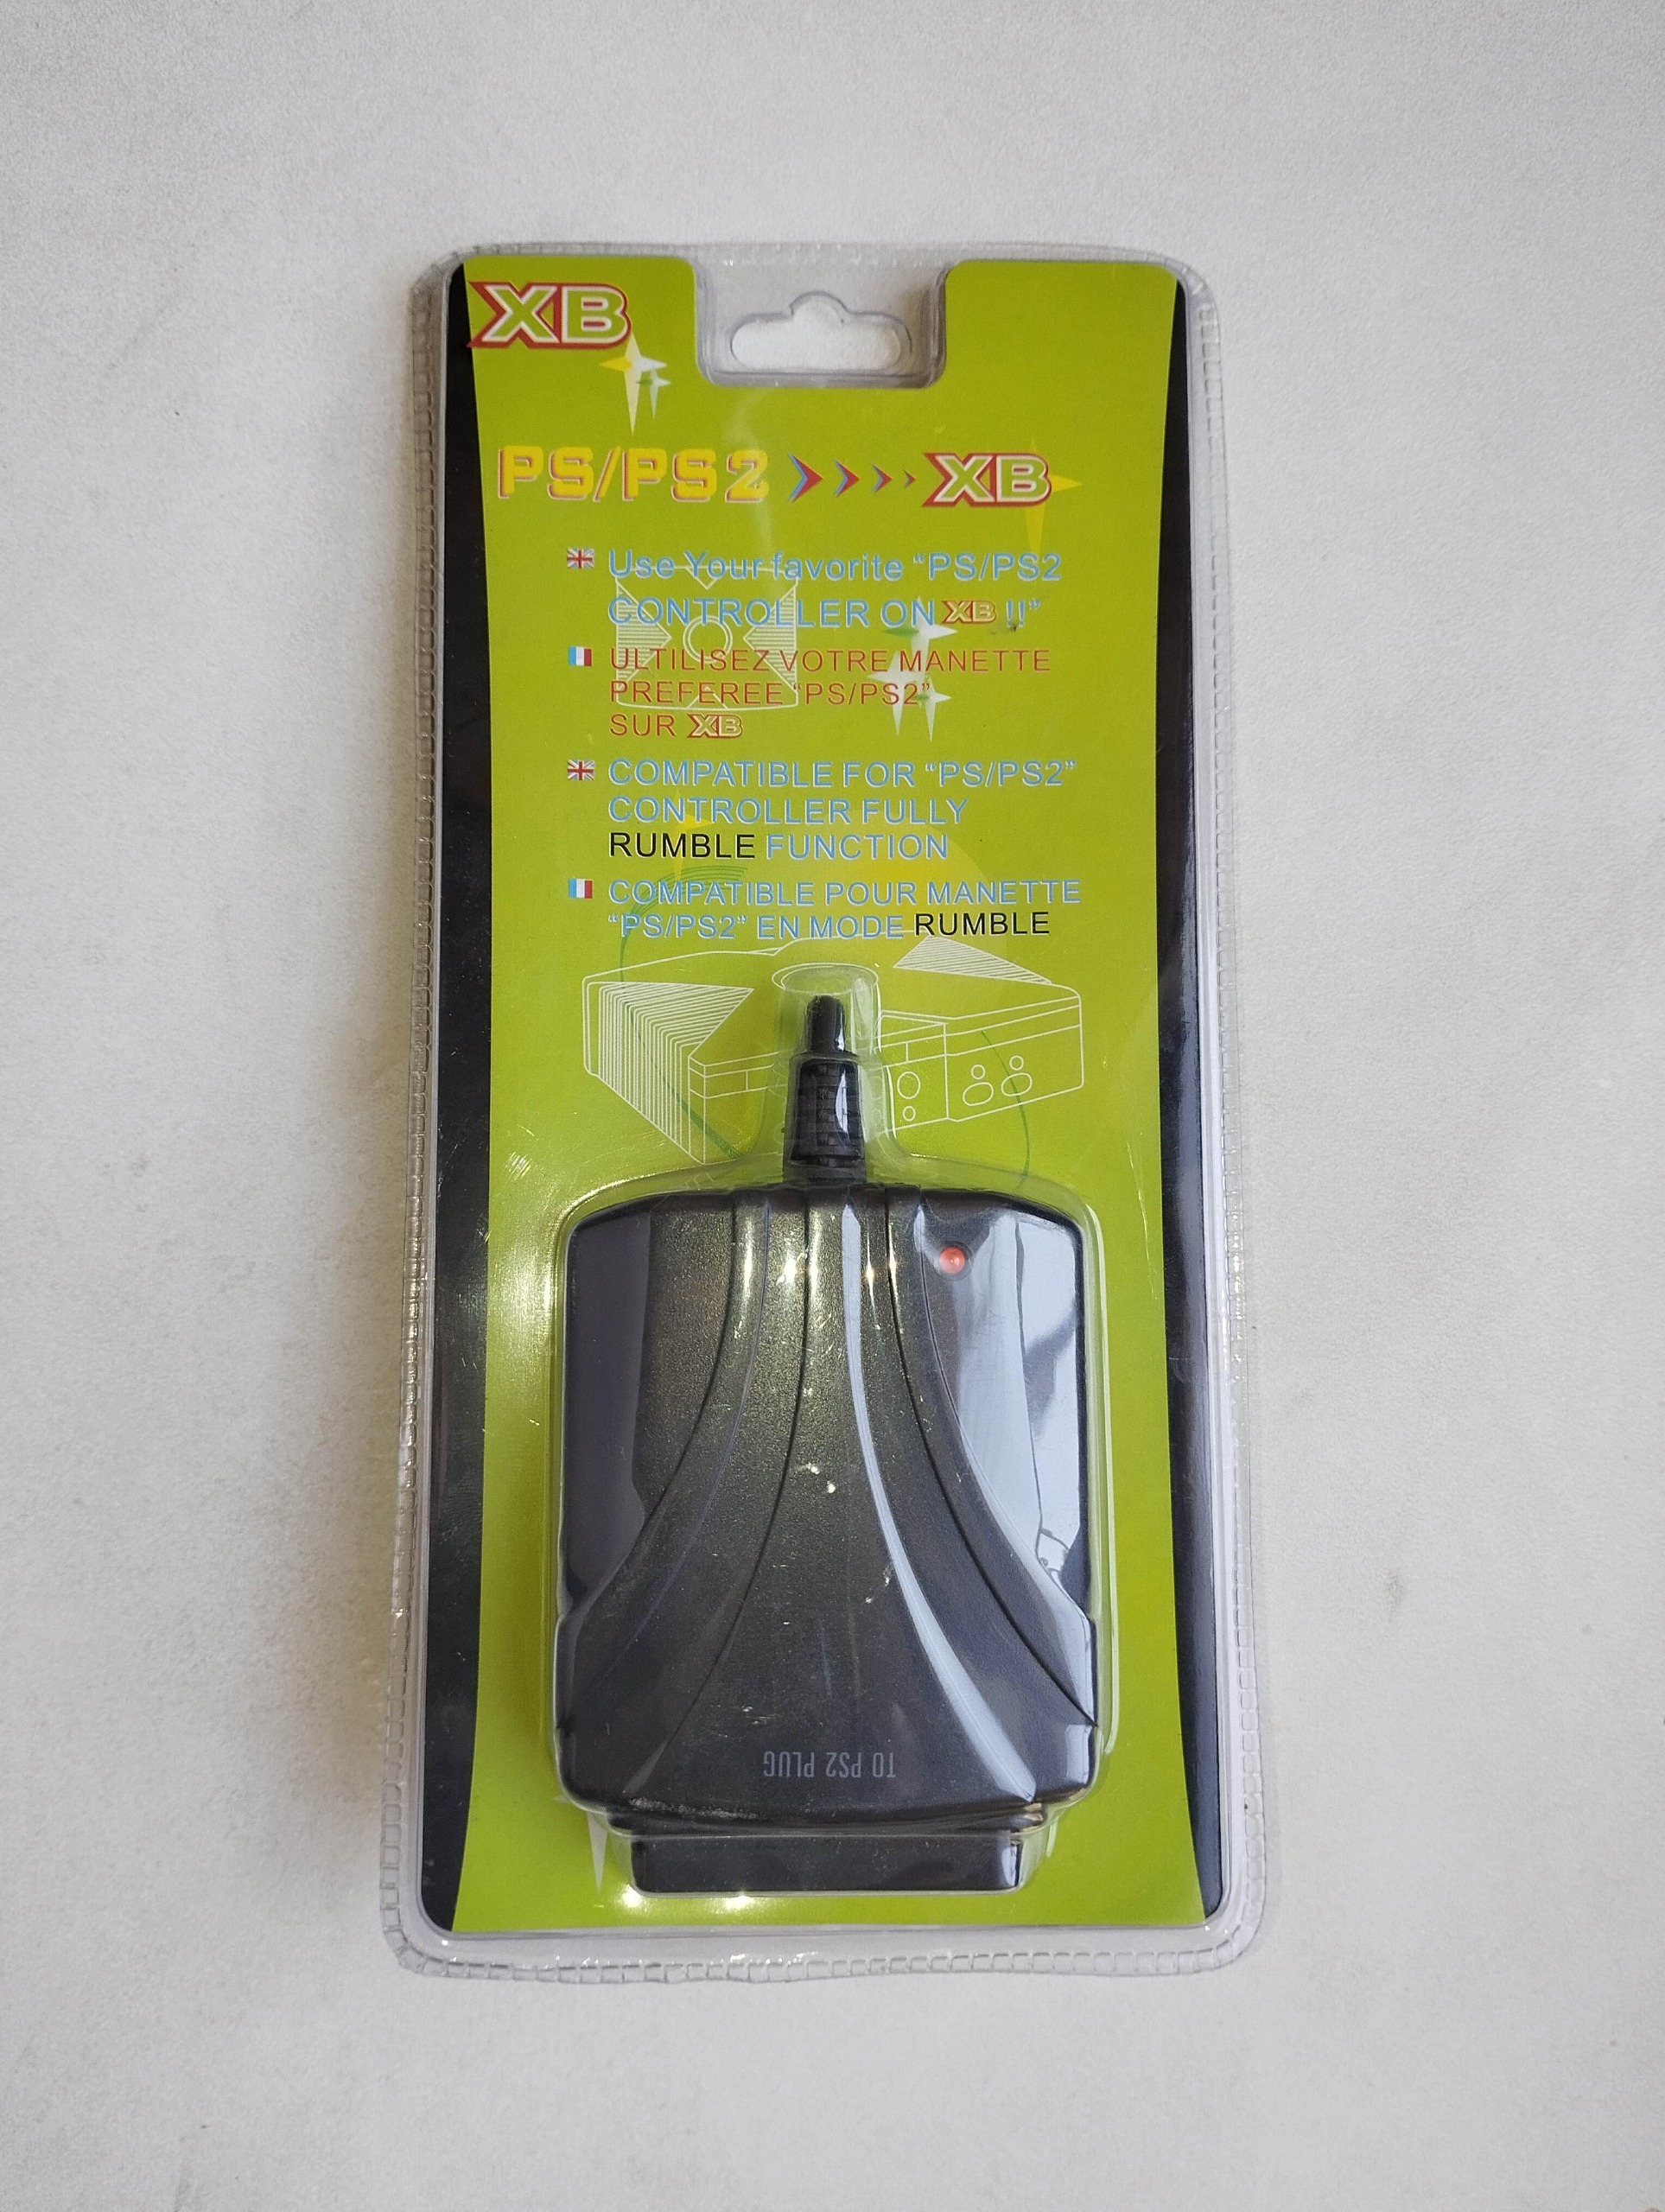 XB
PS/PS2 >>>> XB
Use Your favorite “PS/PS2
CONTROLLER ON XB !!”
ULTILISEZ VOTRE MANETTE
PREFEREE “PS/PS2”
SUR XB
COMPATIBLE FOR “PS/PS2”
CONTROLLER FULLY
RUMBLE FUNCTION
COMPATIBLE POUR MANETTE
“PS/PS2” EN MODE RUMBLE
TO PS2 PLUG